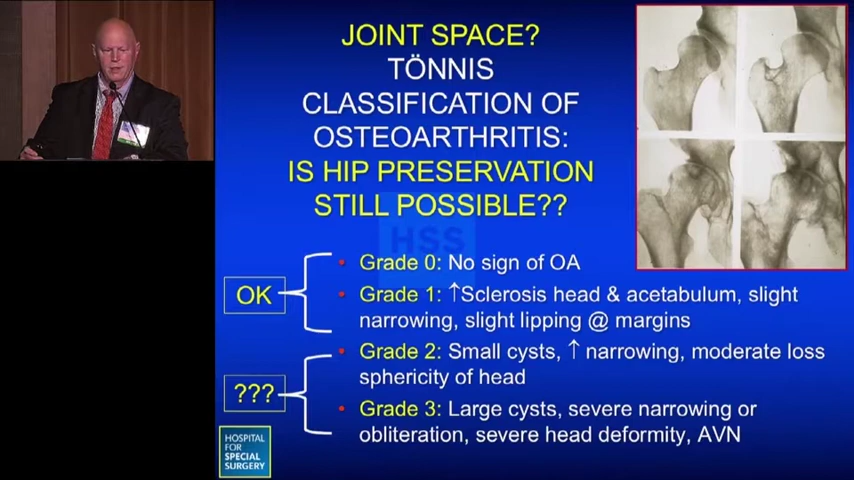 JOINT SPACE?
TÖNNIS
CLASSIFICATION OF
OSTEOARTHRITIS:
IS HIP PRESERVATION
STILL POSSIBLE??
HSS
OK
• Grade 0: No sign of OA
• Grade 1: ↑Sclerosis head & acetabulum, slight
narrowing, slight lipping @ margins
???
• Grade 2: Small cysts, ↑ narrowing, moderate loss
sphericity of head
• Grade 3: Large cysts, severe narrowing or
obliteration, severe head deformity, AVN
HOSPITAL
FOR
SPECIAL
SURGERY